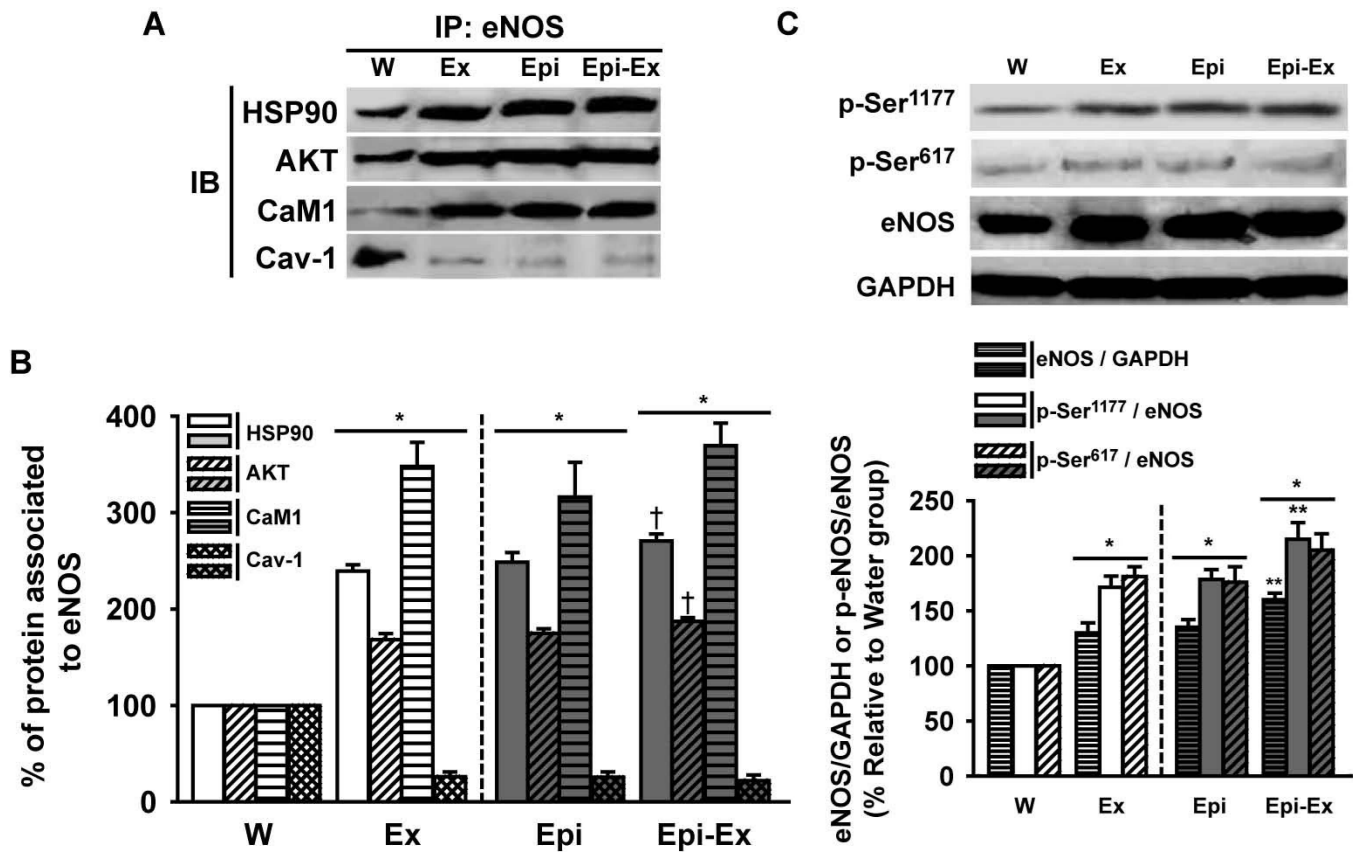 A
IP: eNOS
W Ex Epi Epi-Ex
IB
HSP90
AKT
CaM1
Cav-1
B
% of protein associated
to eNOS
400
300
200
100
0
HSP90
AKT
CaM1
Cav-1
* * *
† †
W Ex Epi Epi-Ex
C
W Ex Epi Epi-Ex
p-Ser¹¹⁷⁷
p-Ser⁶¹⁷
eNOS
GAPDH
eNOS / GAPDH
p-Ser¹¹⁷⁷ / eNOS
p-Ser⁶¹⁷ / eNOS
eNOS/GAPDH or p-eNOS/eNOS
(% Relative to Water group)
250
200
150
100
50
0
* * *
** **
W Ex Epi Epi-Ex